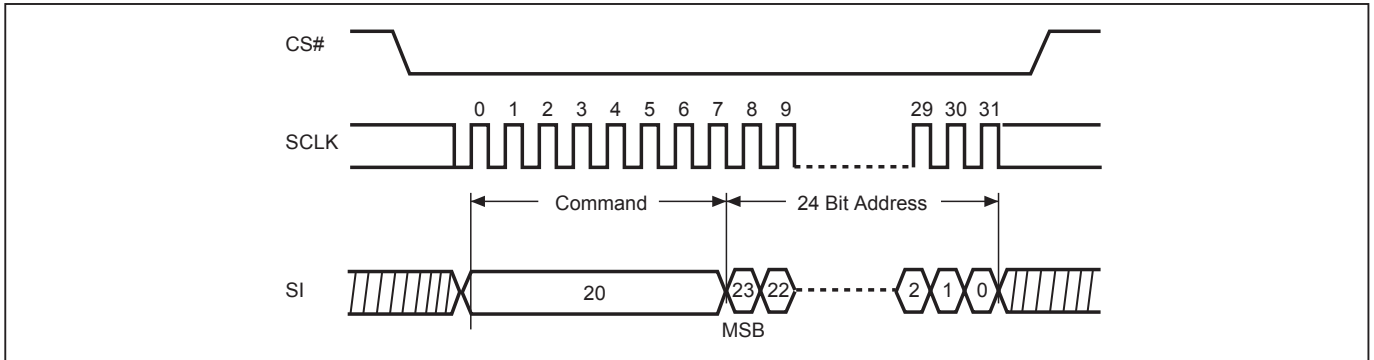 CS#
0 1 2 3 4 5 6 7 8 9 29 30 31
SCLK
Command 24 Bit Address
SI 20 23 22 2 1 0
MSB